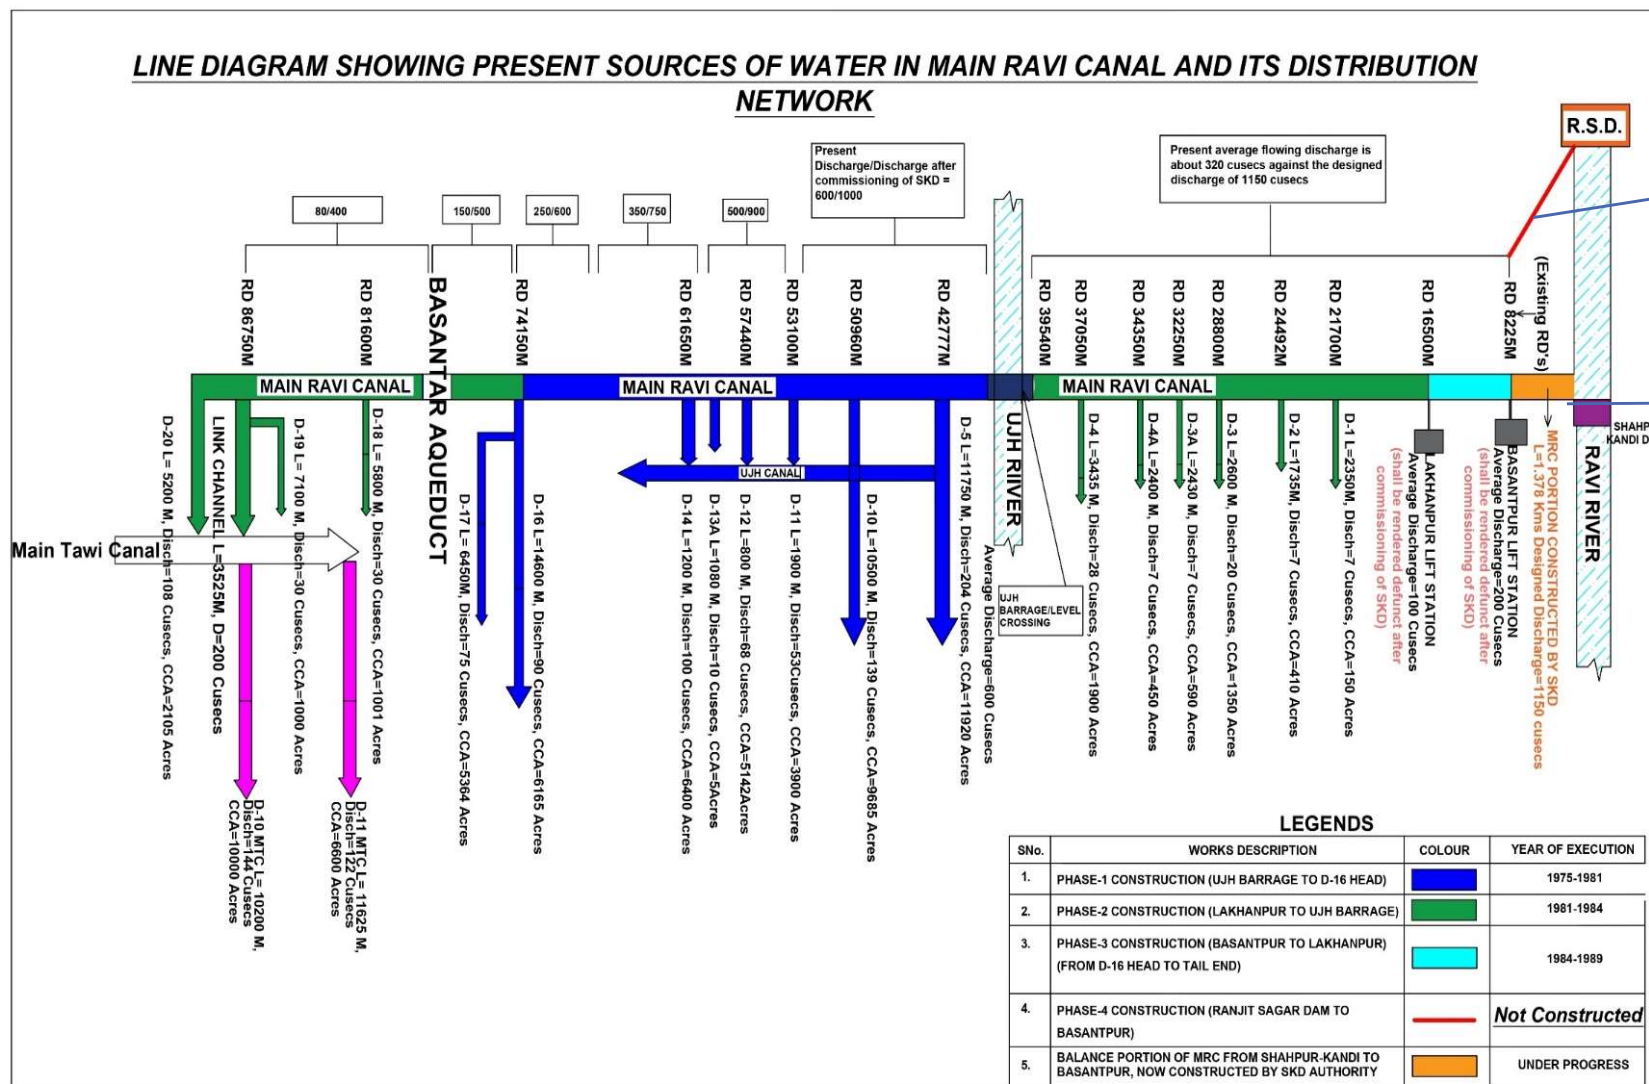 LINE DIAGRAM SHOWING PRESENT SOURCES OF WATER IN MAIN RAVI CANAL AND ITS DISTRIBUTION
NETWORK
R.S.D.
Present
Discharge/Discharge after
commissioning of SKD =
600/1000
Present average flowing discharge is
about 320 cusecs against the designed
discharge of 1150 cusecs
80/400
150/500
250/600
350/750
500/900
RD 86750M
RD 81600M
BASANTAR AQUEDUCT
RD 74150M
RD 61650M
RD 57440M
RD 53100M
RD 50960M
RD 42777M
RD 39540M
RD 37050M
RD 34350M
RD 32250M
RD 28800M
RD 24492M
RD 21700M
RD 16500M
RD 8225M
(Existing RD's)
MAIN RAVI CANAL
MAIN RAVI CANAL
MAIN RAVI CANAL
UJH CANAL
UJH RIVER
RAVI RIVER
SHAHP
KANDI D
Main Tawi Canal
D-20 L= 5200 M, Disch=108 Cusecs, CCA=2105 Acres
LINK CHANNEL L=3525M, D=200 Cusecs
D-19 L= 7100 M, Disch=30 Cusecs, CCA=1000 Acres
D-18 L= 5800 M, Disch=30 Cusecs, CCA=1001 Acres
D-17 L= 6450M, Disch=75 Cusecs, CCA=5364 Acres
D-16 L=14600 M, Disch=90 Cusecs, CCA=6165 Acres
D-14 L=1200 M, Disch=100 Cusecs, CCA=6400 Acres
D-13A L=1080 M, Disch=10 Cusecs, CCA=5Acres
D-12 L=800 M, Disch=68 Cusecs, CCA=5142Acres
D-11 L=1900 M, Disch=53Cusecs, CCA=3900 Acres
D-10 L=10500 M, Disch=139 Cusecs, CCA=9685 Acres
D-5 L=11750 M, Disch=204 Cusecs, CCA=11920 Acres
Average Discharge=600 Cusecs
UJH
BARRAGE/LEVEL
CROSSING
D-4 L=3435 M, Disch=28 Cusecs, CCA=1900 Acres
D-4A L=2400 M, Disch=7 Cusecs, CCA=450 Acres
D-3A L=2430 M, Disch=7 Cusecs, CCA=590 Acres
D-3 L=2600 M, Disch=20 Cusecs, CCA=1350 Acres
D-2 L=1735M, Disch=7 Cusecs, CCA=410 Acres
D-1 L=2350M, Disch=7 Cusecs, CCA=150 Acres
LAKHANPUR LIFT STATION
Average Discharge=100 Cusecs
(shall be rendered defunct after
commissioning of SKD)
BASANTPUR LIFT STATION
Average Discharge=200 Cusecs
(shall be rendered defunct after
commissioning of SKD)
MRC PORTION CONSTRUCTED BY SKD
L=1.378 Kms Designed Discharge=1150 cusecs
D-10 MTC L= 10200 M,
Disch=144 Cusecs
CCA=10000 Acres
D-11 MTC L= 11625 M,
Disch=122 Cusecs
CCA=6600 Acres
LEGENDS
SNo. WORKS DESCRIPTION COLOUR YEAR OF EXECUTION
1. PHASE-1 CONSTRUCTION (UJH BARRAGE TO D-16 HEAD) 1975-1981
2. PHASE-2 CONSTRUCTION (LAKHANPUR TO UJH BARRAGE) 1981-1984
3. PHASE-3 CONSTRUCTION (BASANTPUR TO LAKHANPUR)
(FROM D-16 HEAD TO TAIL END) 1984-1989
4. PHASE-4 CONSTRUCTION (RANJIT SAGAR DAM TO
BASANTPUR) Not Constructed
5. BALANCE PORTION OF MRC FROM SHAHPUR-KANDI TO
BASANTPUR, NOW CONSTRUCTED BY SKD AUTHORITY UNDER PROGRESS